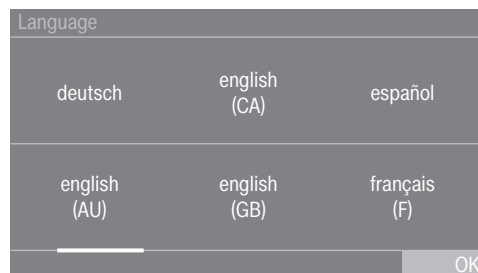 Language
deutsch
english
(CA)
español
english
(AU)
english
(GB)
français
(F)
OK